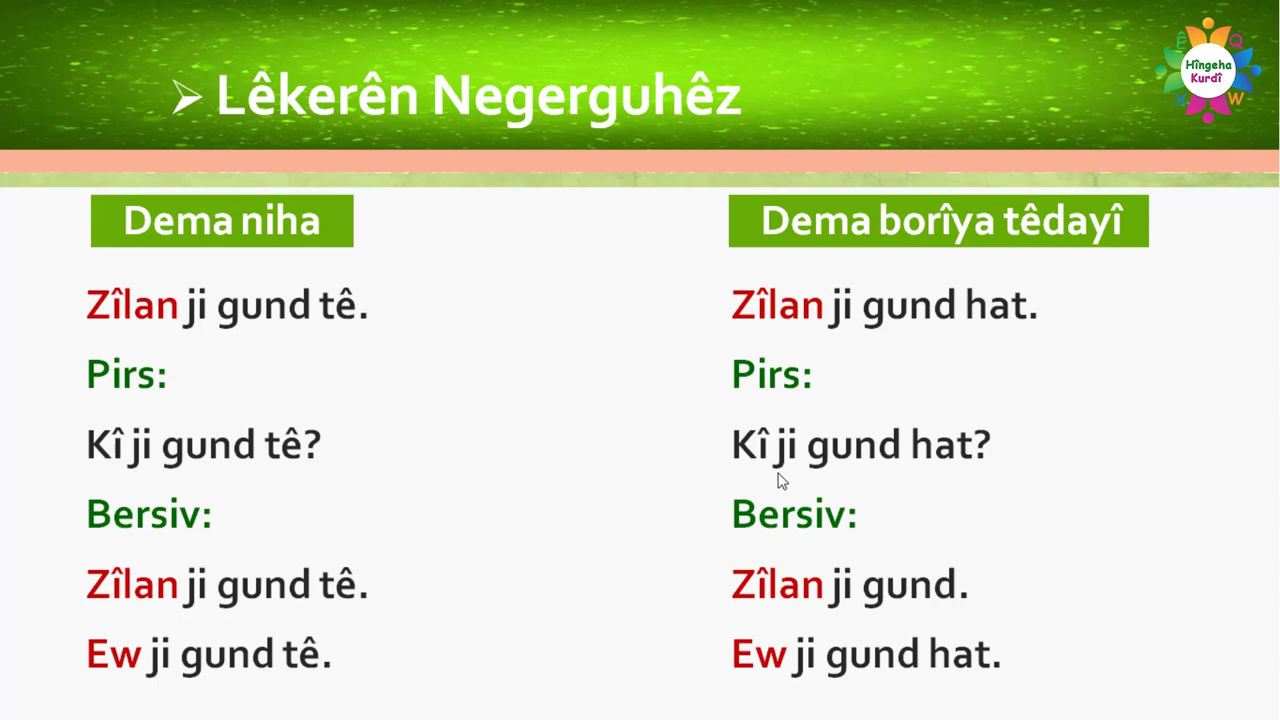 Lêkerên Negerguhêz
Ê Q
Hîngeha
Kurdî
X W
Dema niha
Zîlan ji gund tê.
Pirs:
Kî ji gund tê?
Bersiv:
Zîlan ji gund tê.
Ew ji gund tê.
Dema borîya têdayî
Zîlan ji gund hat.
Pirs:
Kî ji gund hat?
Bersiv:
Zîlan ji gund.
Ew ji gund hat.